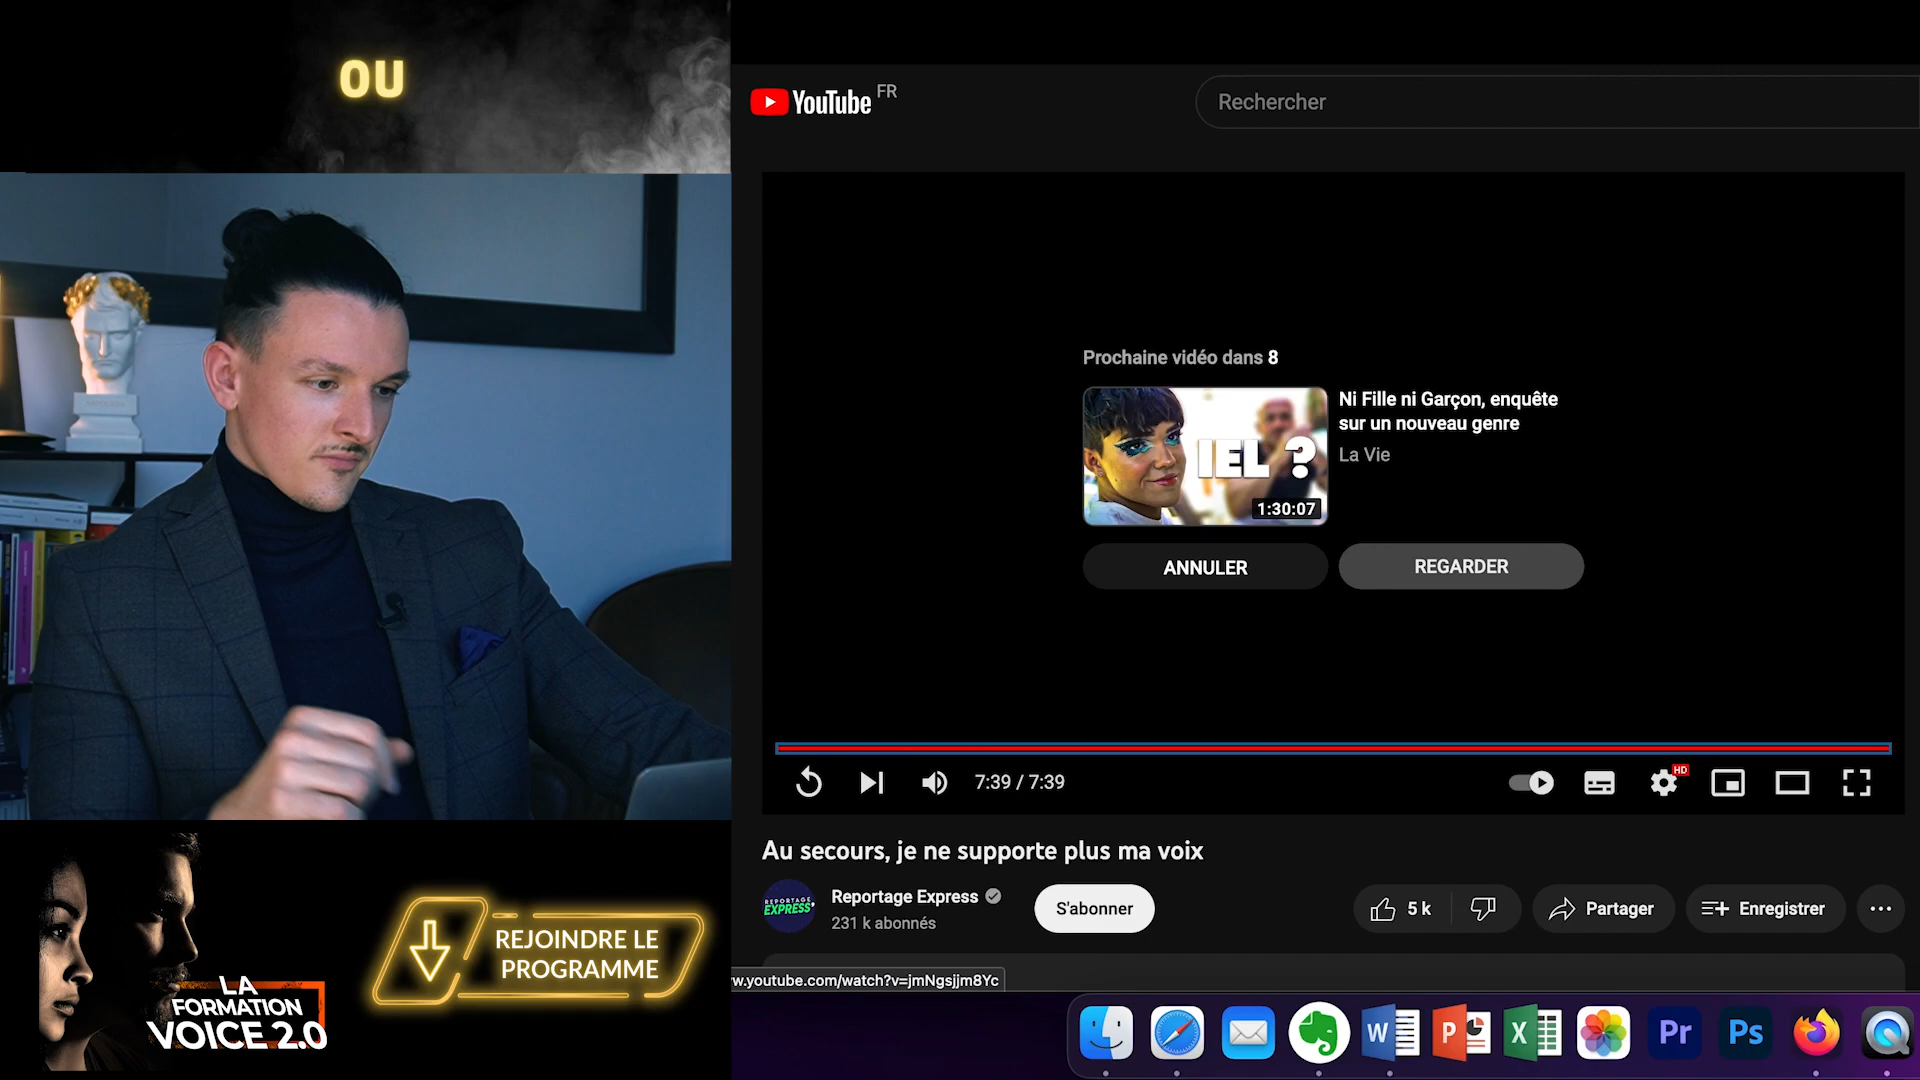 OU
YouTube FR
Rechercher
Prochaine vidéo dans 8
IEL ?
1:30:07
Ni Fille ni Garçon, enquête
sur un nouveau genre
La Vie
ANNULER
REGARDER
7:39 / 7:39
HD
Au secours, je ne supporte plus ma voix
REPORTAGE
EXPRESS
Reportage Express
231 k abonnés
S'abonner
5 k
Partager
Enregistrer
w.youtube.com/watch?v=jmNgsjjm8Yc
LA
FORMATION
VOICE 2.0
REJOINDRE LE
PROGRAMME
W
P
X
Pr
Ps